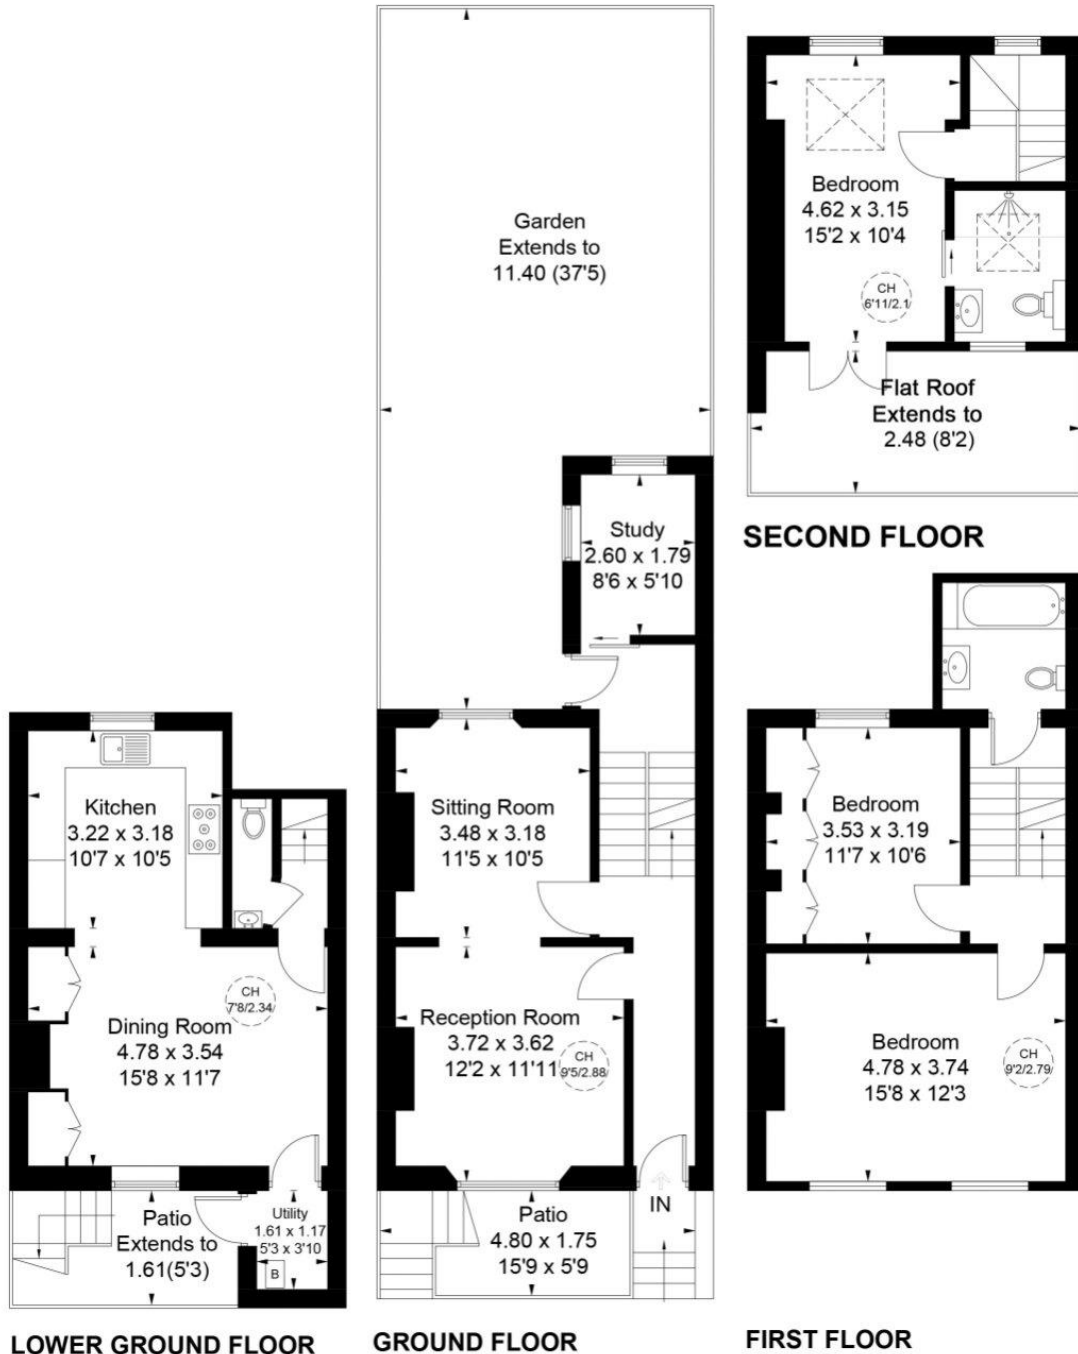 Garden
Extends to
11.40 (37'5)
Study
2.60 x 1.79
8'6 x 5'10
Sitting Room
3.48 x 3.18
11'5 x 10'5
Reception Room
3.72 x 3.62
12'2 x 11'11
CH
9'5/2.88
IN
Patio
4.80 x 1.75
15'9 x 5'9
GROUND FLOOR
Kitchen
3.22 x 3.18
10'7 x 10'5
CH
7'8/2.34
Dining Room
4.78 x 3.54
15'8 x 11'7
Patio
Extends to
1.61(5'3)
Utility
1.61 x 1.17
5'3 x 3'10
B
LOWER GROUND FLOOR
Bedroom
4.62 x 3.15
15'2 x 10'4
CH
6'11/2.1
Flat Roof
Extends to
2.48 (8'2)
SECOND FLOOR
Bedroom
3.53 x 3.19
11'7 x 10'6
Bedroom
4.78 x 3.74
15'8 x 12'3
CH
9'2/2.79
FIRST FLOOR